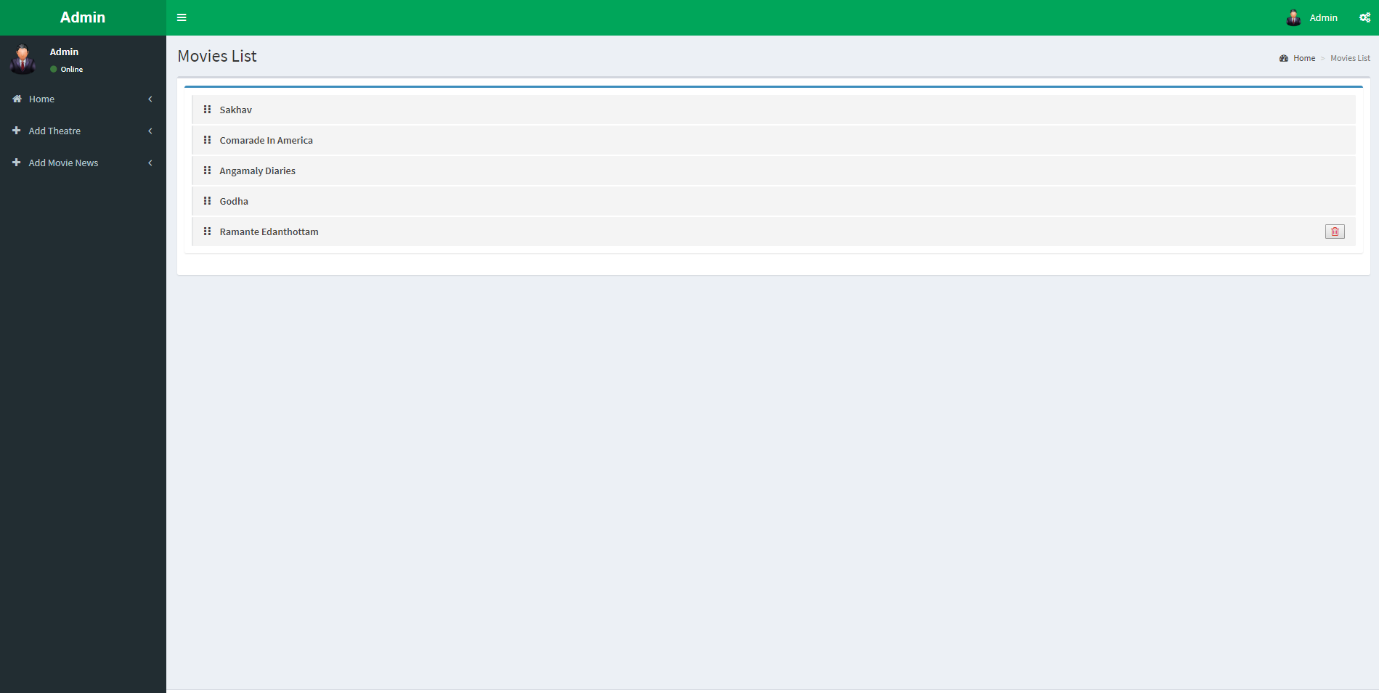 Admin
Admin
Admin
Online
Home
Add Theatre
Add Movie News
Movies List
Home > Movies List
Sakhav
Comarade In America
Angamaly Diaries
Godha
Ramante Edanthottam